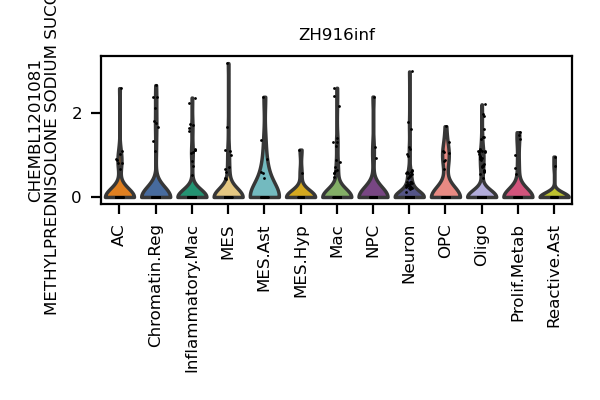 ZH916inf
CHEMBL1201081
METHYLPREDNISOLONE SODIUM SUCC
2
0
AC
Chromatin.Reg
Inflammatory.Mac
MES
MES.Ast
MES.Hyp
Mac
NPC
Neuron
OPC
Oligo
Prolif.Metab
Reactive.Ast